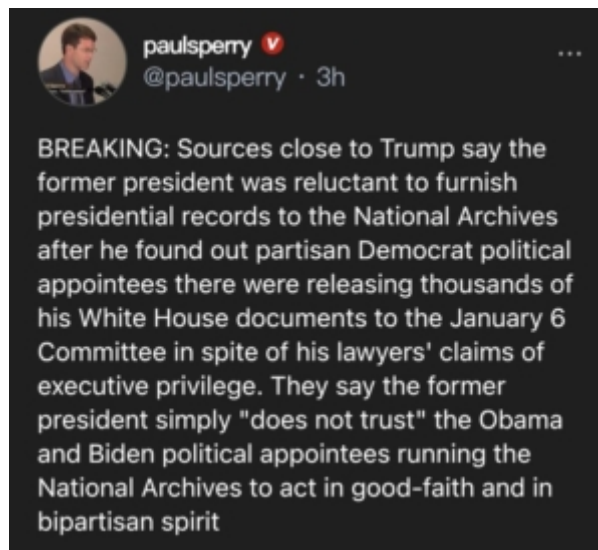 paulsperry
@paulsperry · 3h
BREAKING: Sources close to Trump say the
former president was reluctant to furnish
presidential records to the National Archives
after he found out partisan Democrat political
appointees there were releasing thousands of
his White House documents to the January 6
Committee in spite of his lawyers' claims of
executive privilege. They say the former
president simply "does not trust" the Obama
and Biden political appointees running the
National Archives to act in good-faith and in
bipartisan spirit